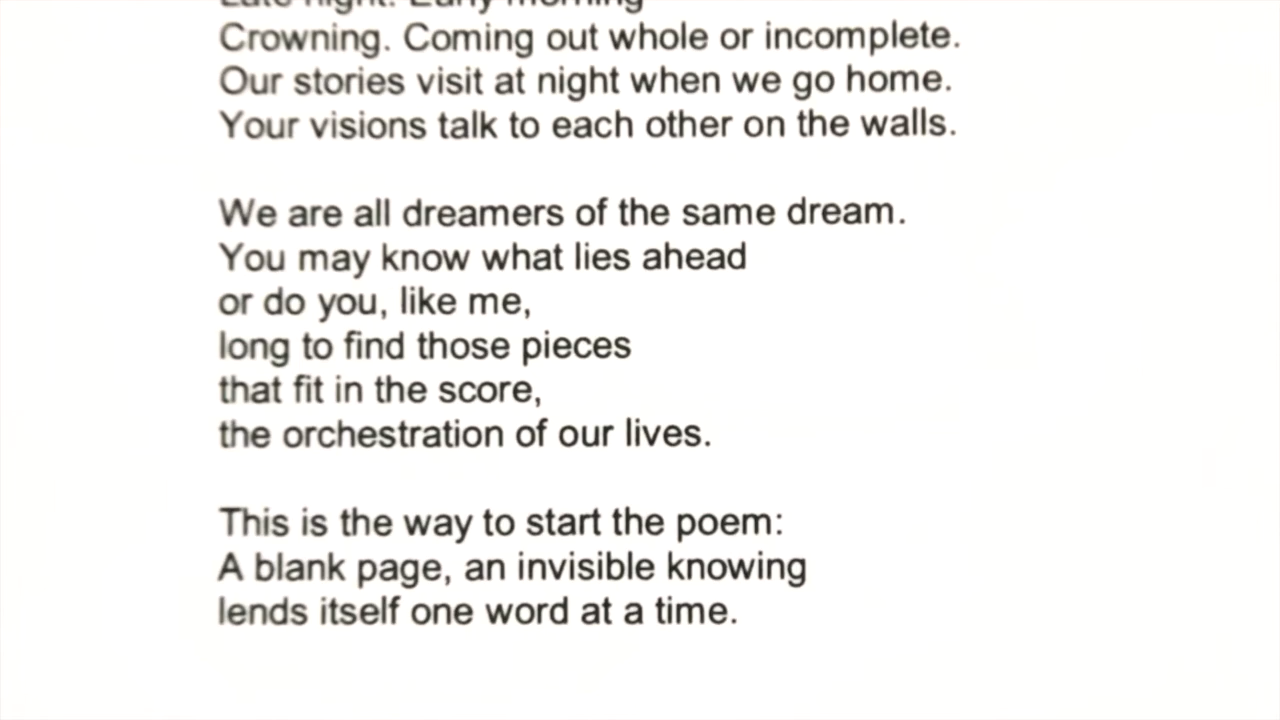 Late night. Early morning
Crowning. Coming out whole or incomplete.
Our stories visit at night when we go home.
Your visions talk to each other on the walls.
We are all dreamers of the same dream.
You may know what lies ahead
or do you, like me,
long to find those pieces
that fit in the score,
the orchestration of our lives.
This is the way to start the poem:
A blank page, an invisible knowing
lends itself one word at a time.